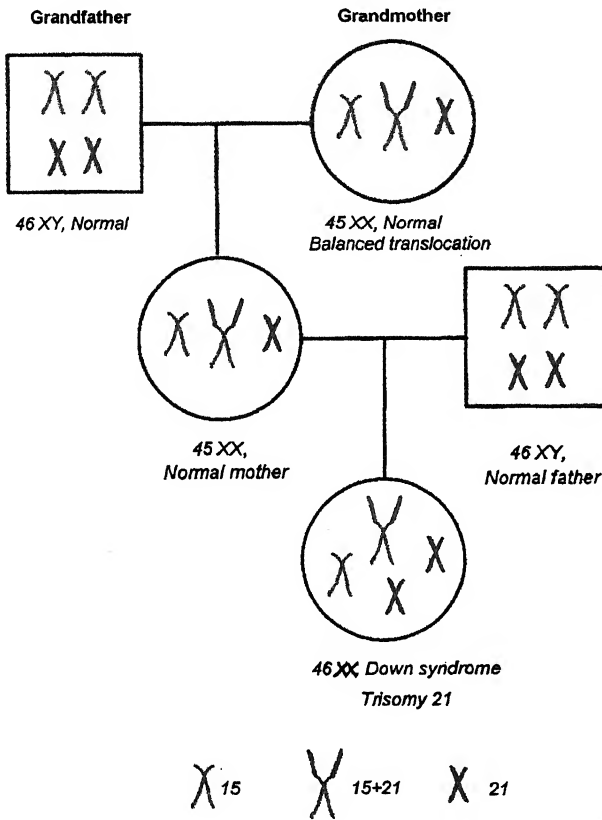 Grandfather
Grandmother
46 XY, Normal
45 XX, Normal
Balanced translocation
45 XX,
Normal mother
46 XY,
Normal father
46 XX, Down syndrome
Trisomy 21
15
15+21
21